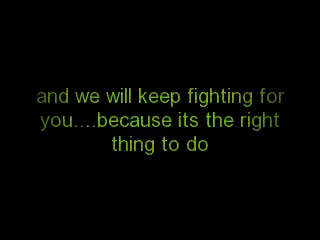 and we will keep fighting for
you....because its the right
thing to do